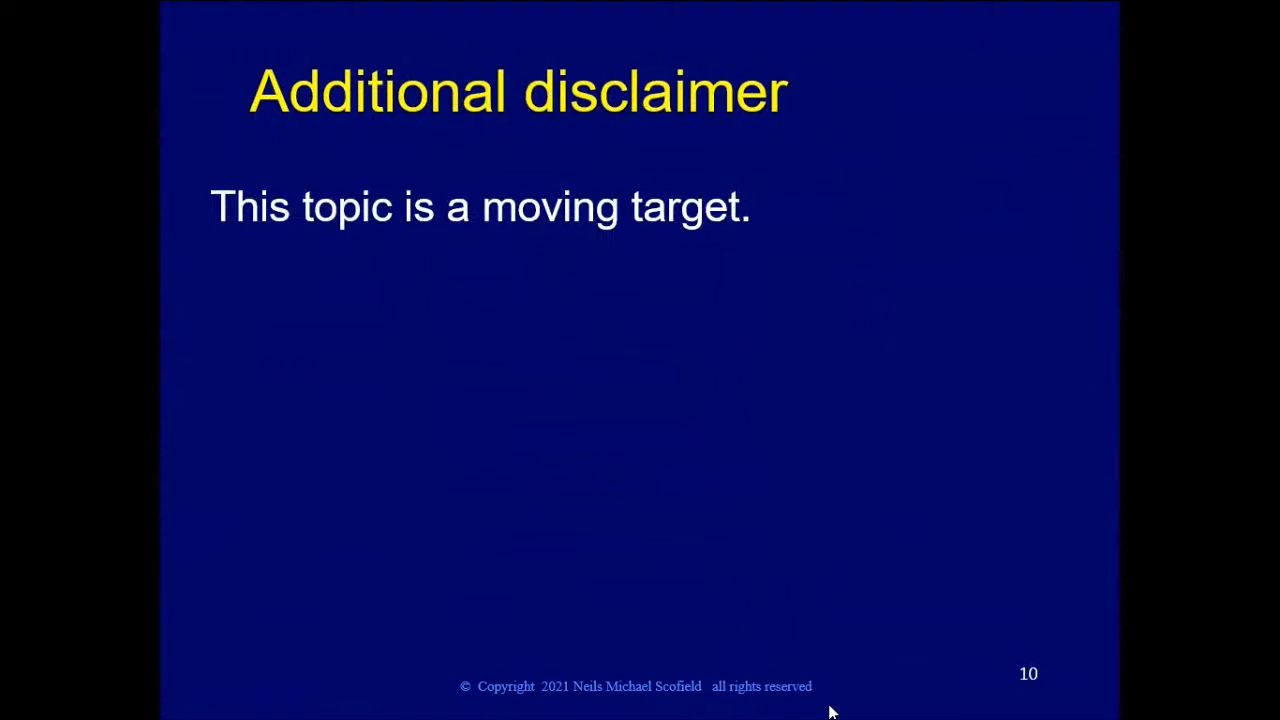 Additional disclaimer
This topic is a moving target.
10
© Copyright 2021 Neils Michael Scofield all rights reserved